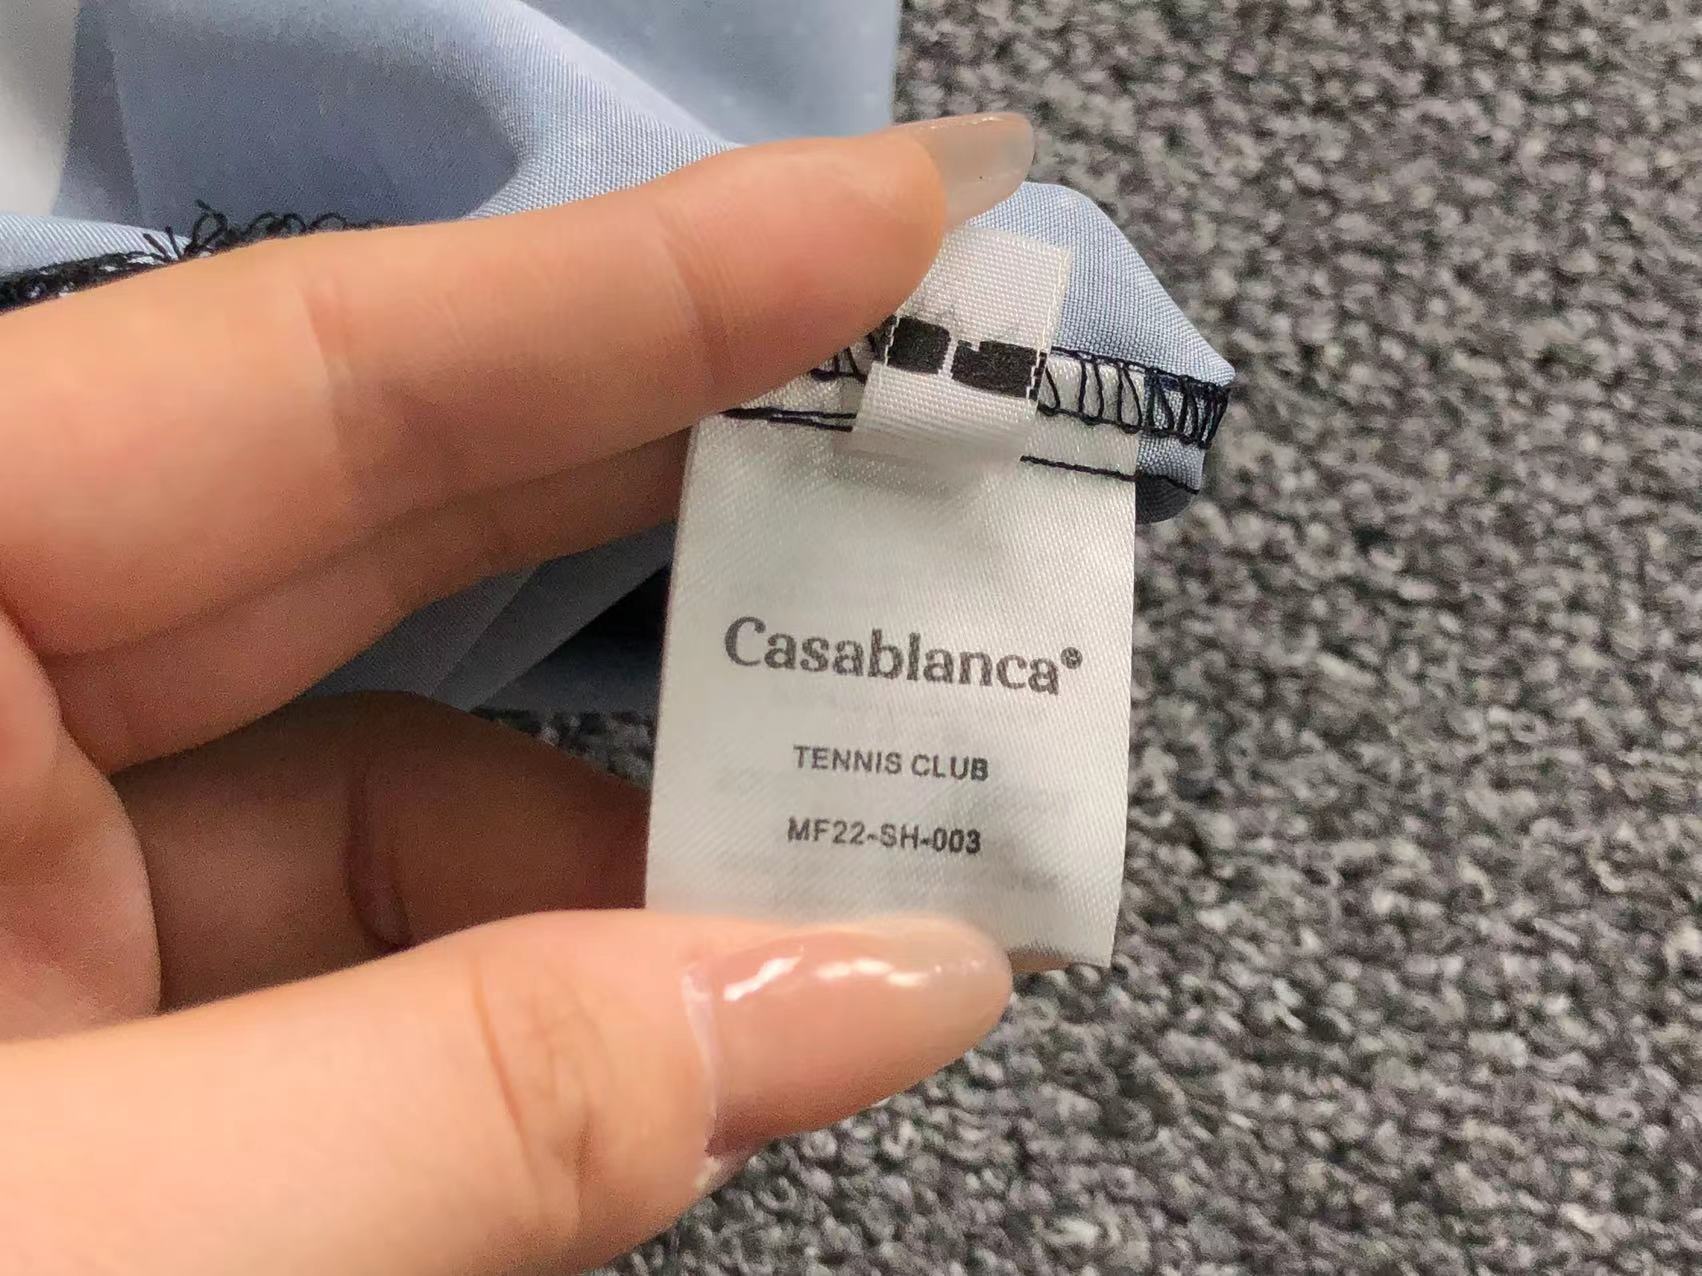 Casablanca®
TENNIS CLUB
MF22-SH-003